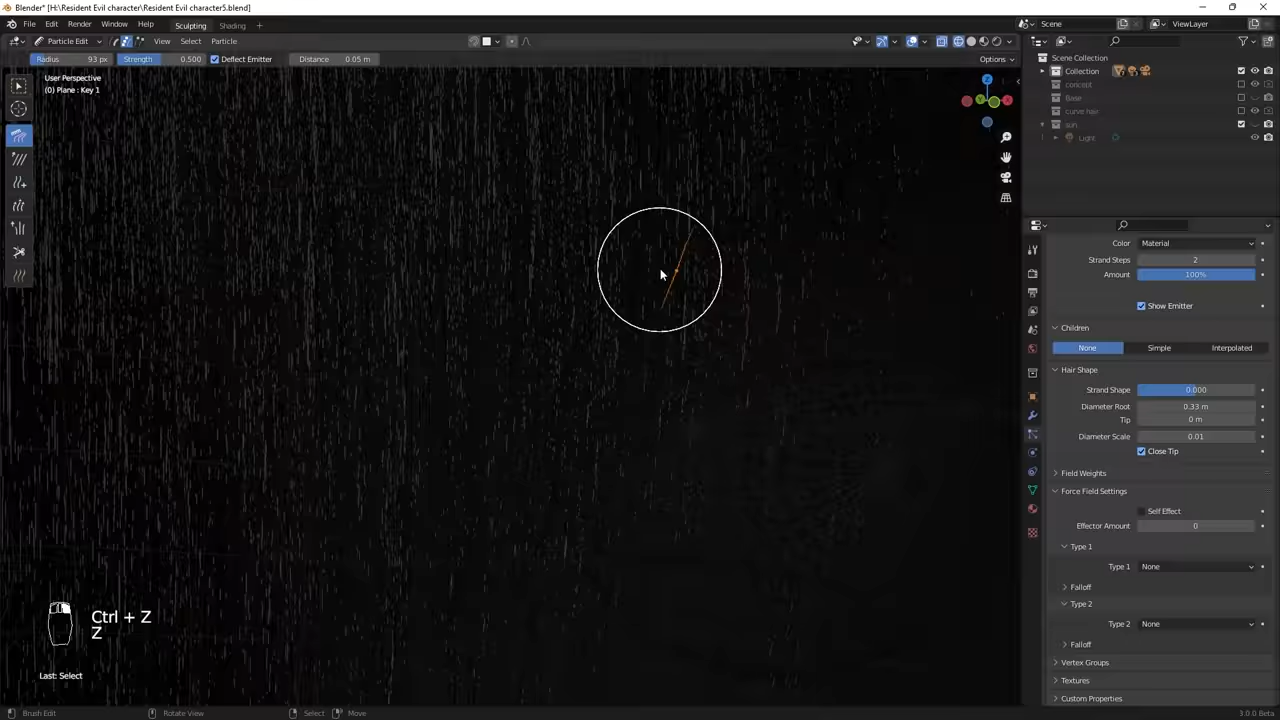 Blender* [H:\Resident Evil character\Resident Evil character5.blend]
File Edit Render Window Help Sculpting Shading + Scene ViewLayer
Particle Edit View Select Particle
Radius 93 px Strength 0.500 Deflect Emitter Distance 0.05 m Options
User Perspective
(0) Plane : Key 1
Z
X
Y
Scene Collection
Collection
concept
Base
curve hair
sun
Light
Color Material
Strand Steps 2
Amount 100%
Show Emitter
Children
None Simple Interpolated
Hair Shape
Strand Shape 0.000
Diameter Root 0.33 m
Tip 0 m
Diameter Scale 0.01
Close Tip
Field Weights
Force Field Settings
Self Effect
Effector Amount 0
Type 1
Type 1 None
Falloff
Type 2
Type 2 None
Falloff
Vertex Groups
Textures
Custom Properties
Ctrl + Z
Z
Last: Select
Brush Edit Rotate View Select Move 3.0.0 Beta